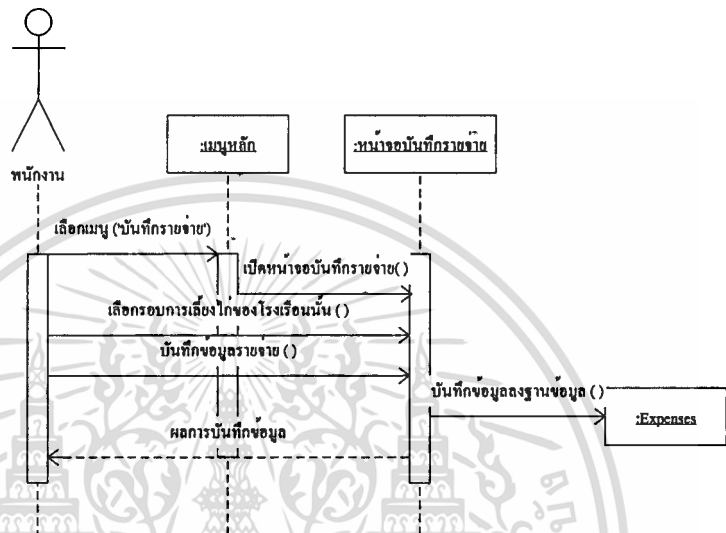 :เมนูหลัก
:หน้าจอบันทึกรายจ่าย
พนักงาน
เลือกเมนู ('บันทึกรายจ่าย')
เปิดหน้าจอบันทึกรายจ่าย()
เลือกรอบการเลี้ยงไก่ของโรงเรือนนั้น ()
บันทึกข้อมูลรายจ่าย ()
บันทึกข้อมูลลงฐานข้อมูล ()
:Expenses
ผลการบันทึกข้อมูล